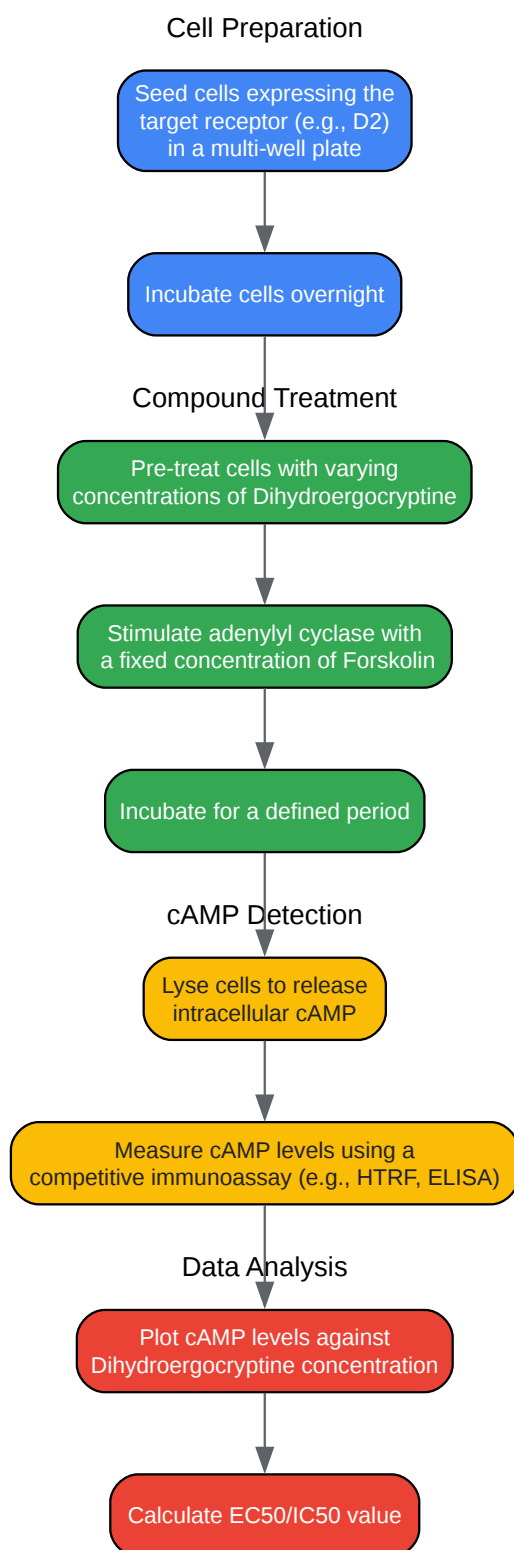 Cell Preparation
Seed cells expressing the
target receptor (e.g., D2)
in a multi-well plate
Incubate cells overnight
Compound Treatment
Pre-treat cells with varying
concentrations of Dihydroergocryptine
Stimulate adenylyl cyclase with
a fixed concentration of Forskolin
Incubate for a defined period
cAMP Detection
Lyse cells to release
intracellular cAMP
Measure cAMP levels using a
competitive immunoassay (e.g., HTRF, ELISA)
Data Analysis
Plot cAMP levels against
Dihydroergocryptine concentration
Calculate EC50/IC50 value